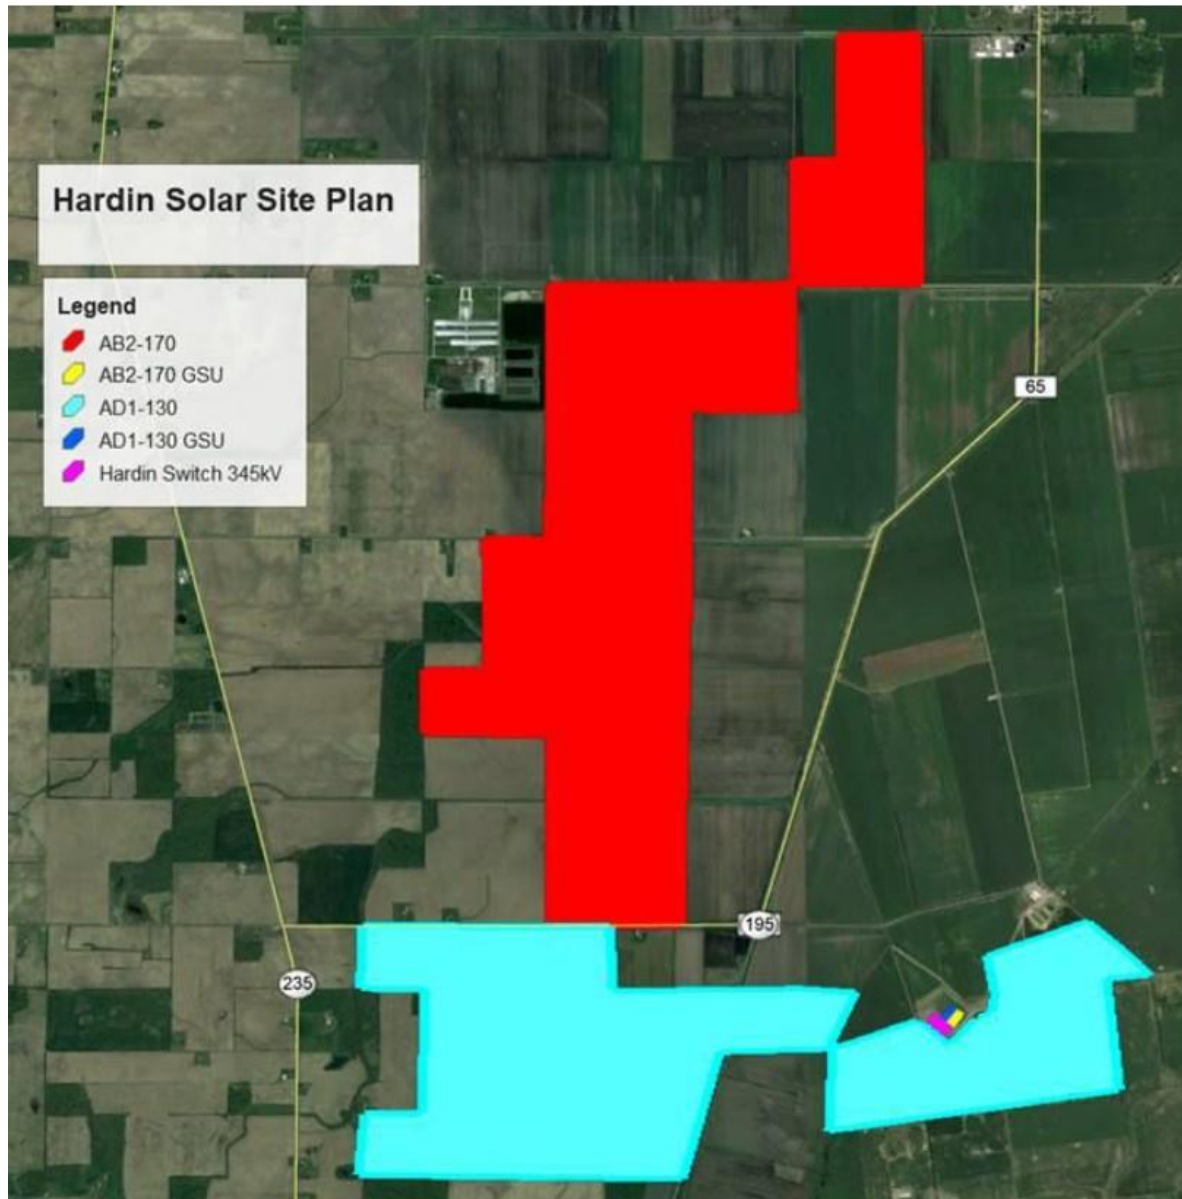 Hardin Solar Site Plan
Legend
AB2-170
AB2-170 GSU
AD1-130
AD1-130 GSU
Hardin Switch 345kV
65
195
235